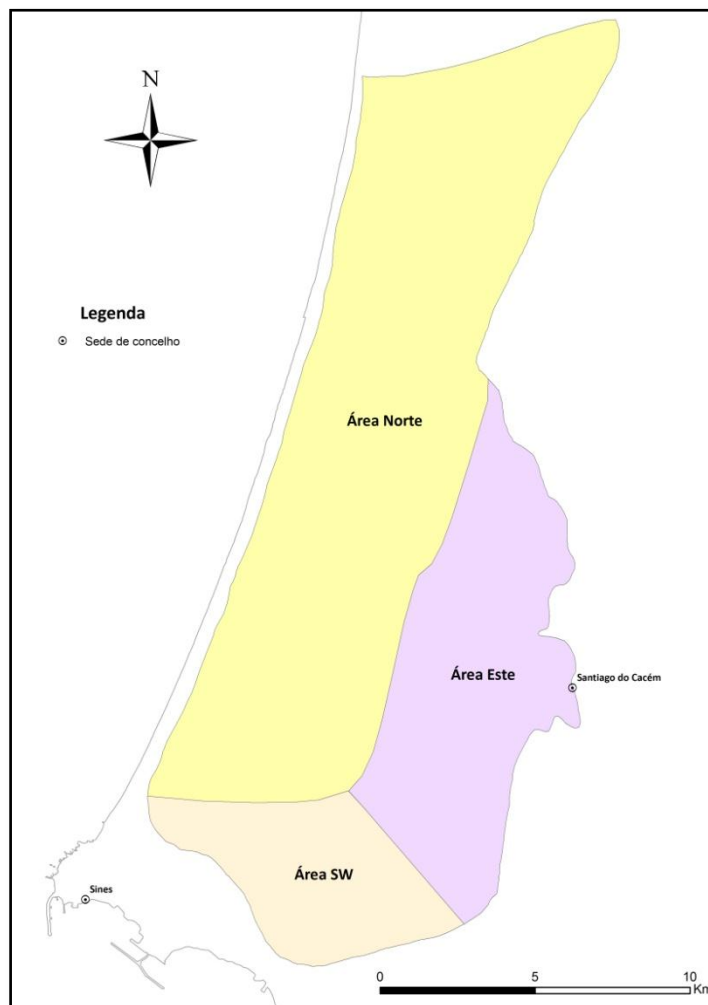 N
Legenda
Sede de concelho
Área Norte
Área Este
Santiago do Cacém
Área SW
Sines
0 5 10
Km